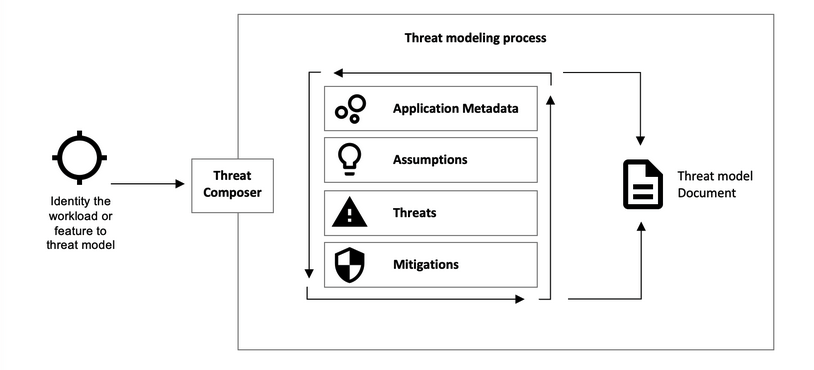 Threat modeling process
Identity the
workload or
feature to
threat model
Threat
Composer
Application Metadata
Assumptions
Threats
Mitigations
Threat model
Document